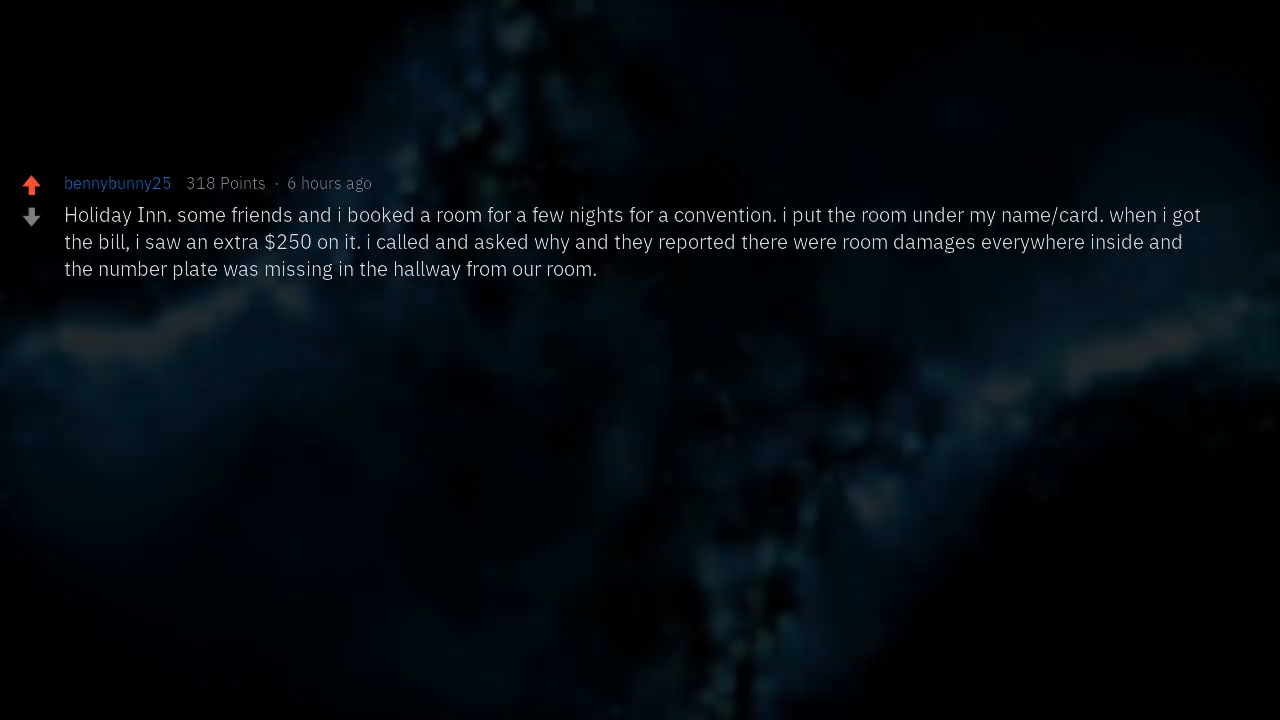 bennybunny25 318 Points · 6 hours ago
Holiday Inn. some friends and i booked a room for a few nights for a convention. i put the room under my name/card. when i got
the bill, i saw an extra $250 on it. i called and asked why and they reported there were room damages everywhere inside and
the number plate was missing in the hallway from our room.